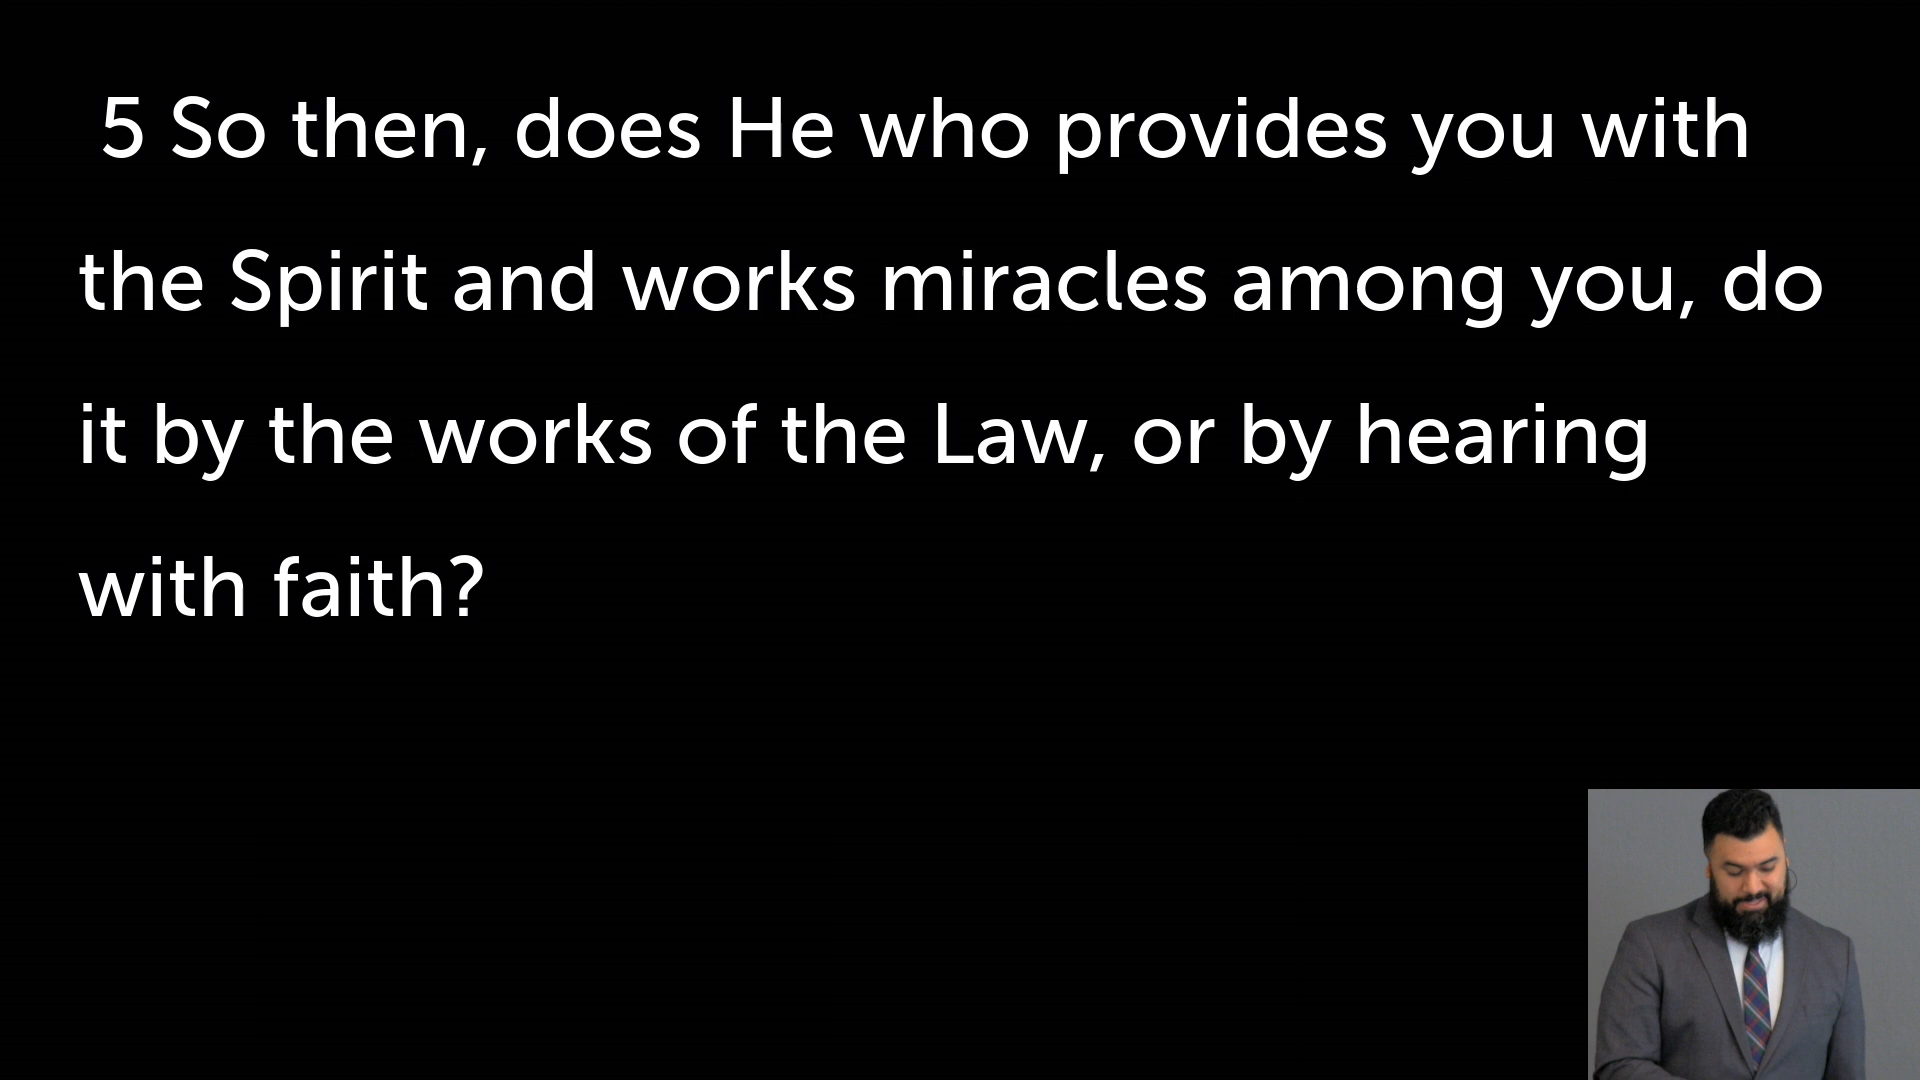 5 So then, does He who provides you with
the Spirit and works miracles among you, do
it by the works of the Law, or by hearing
with faith?